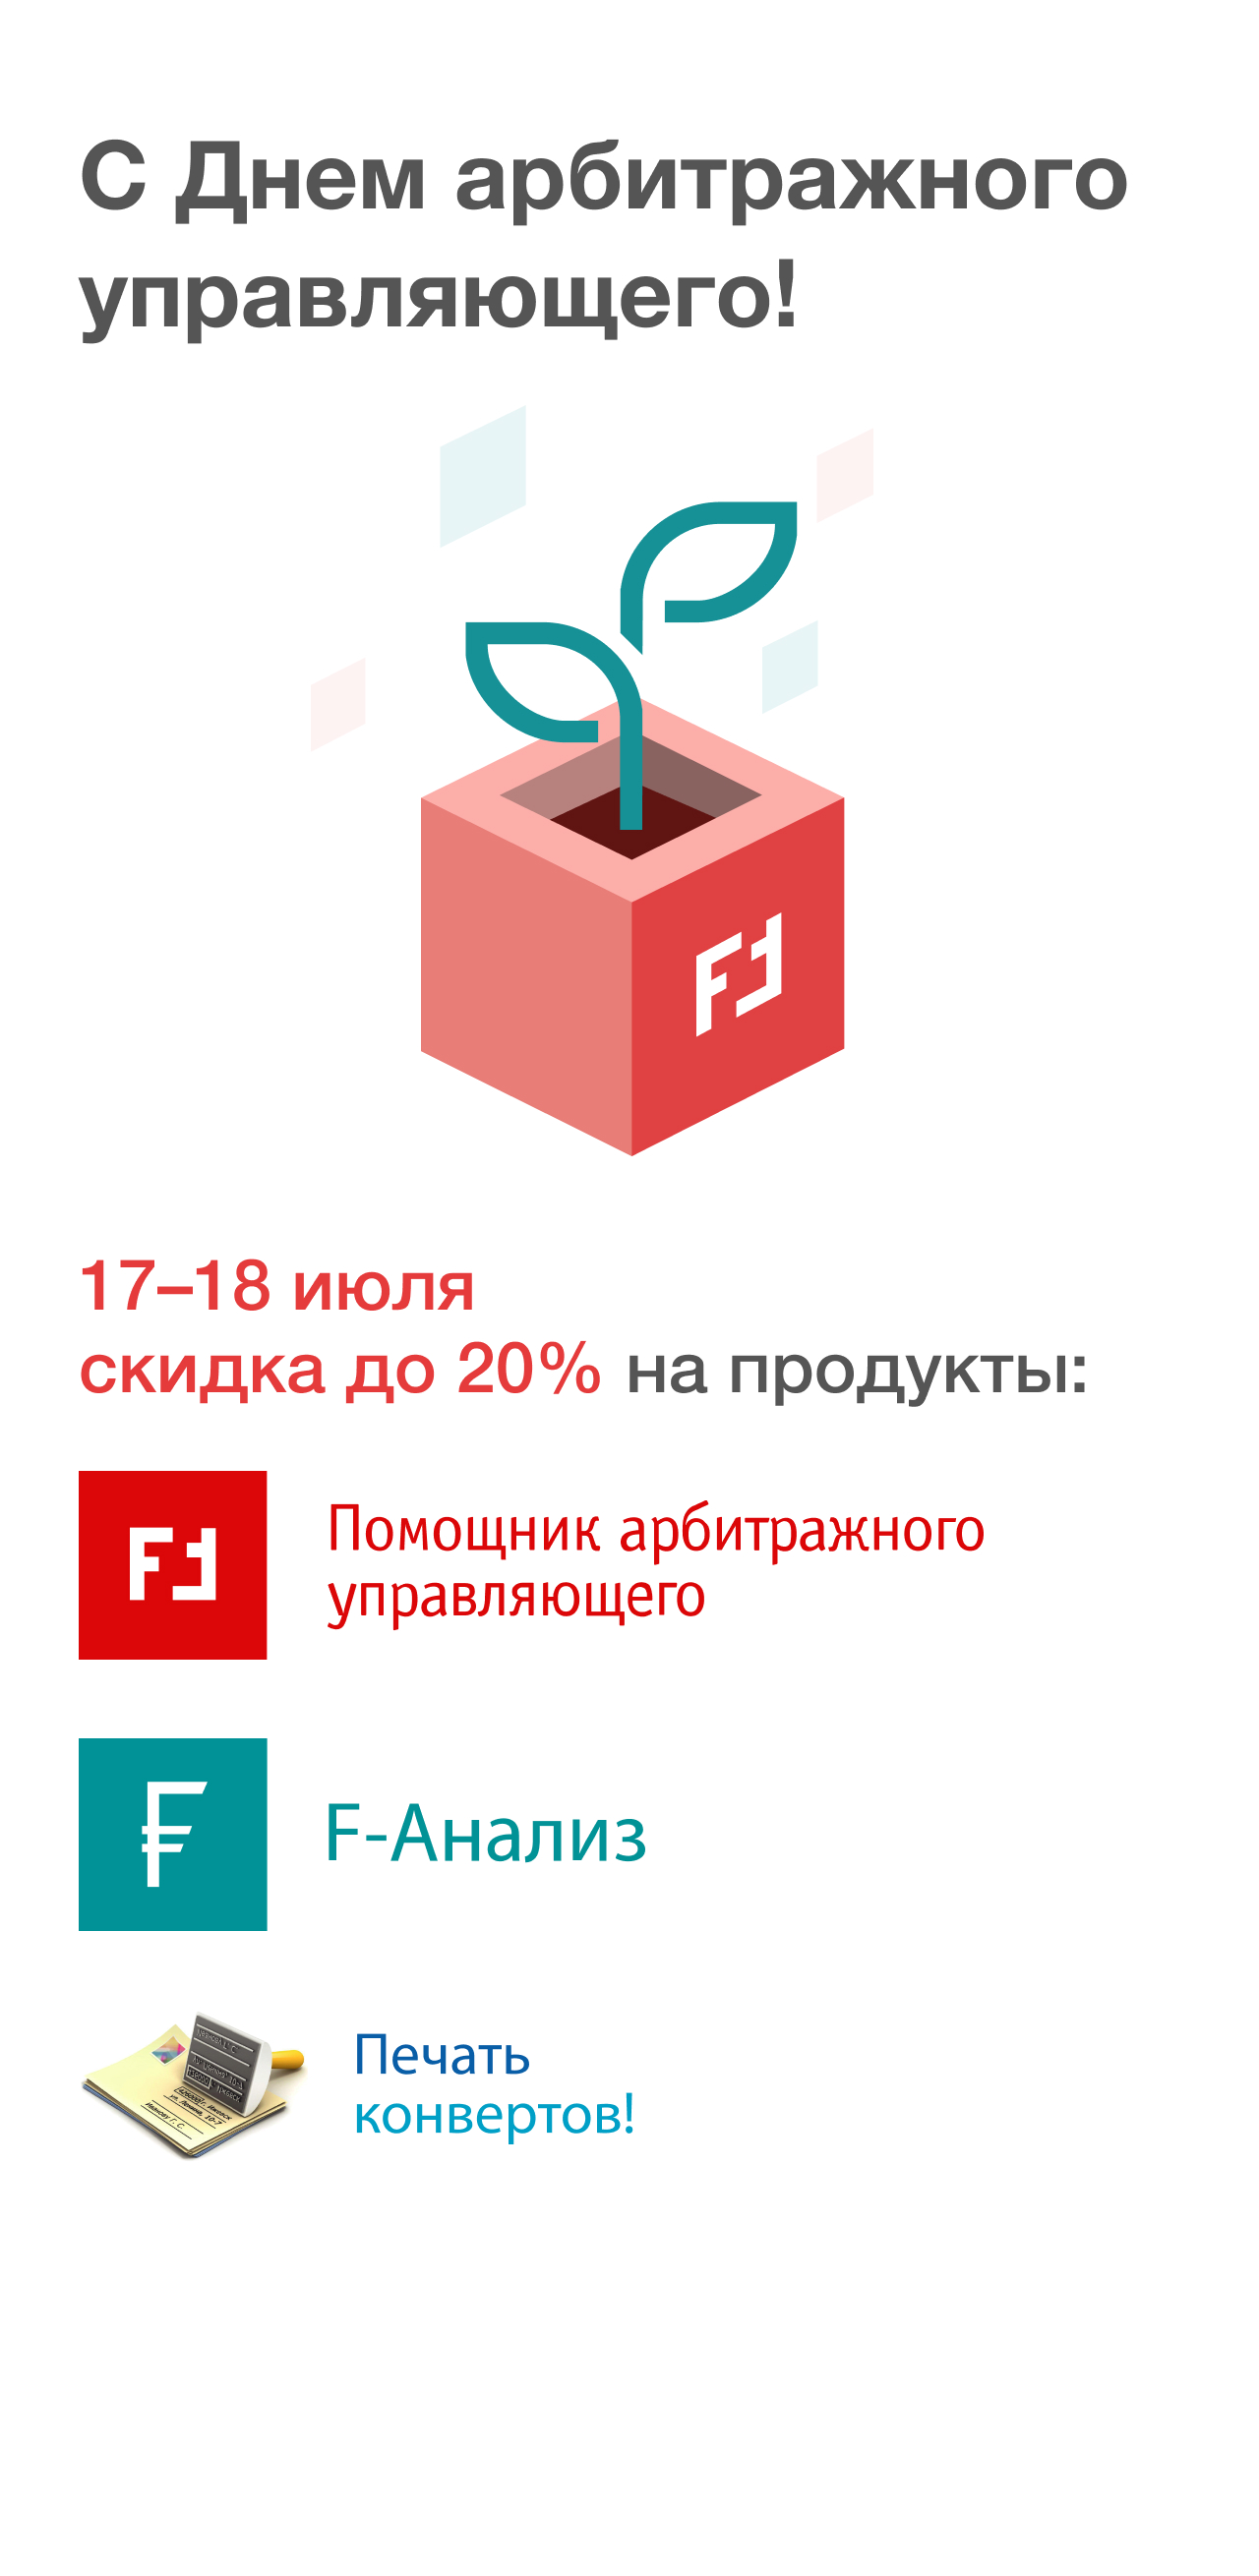 С Днем арбитражного
управляющего!
17–18 июля
скидка до 20% на продукты:
Помощник арбитражного
управляющего
F-Анализ
Печать
конвертов!